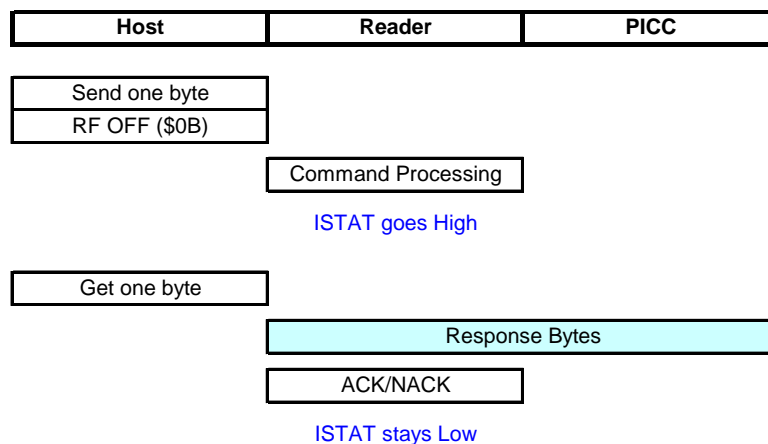 Host Reader PICC
Send one byte
RF OFF ($0B)
Command Processing
ISTAT goes High
Get one byte
Response Bytes
ACK/NACK
ISTAT stays Low